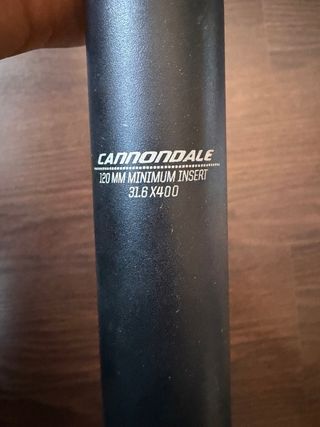 CANNONDALE
120 MM MINIMUM INSERT
31.6 X400